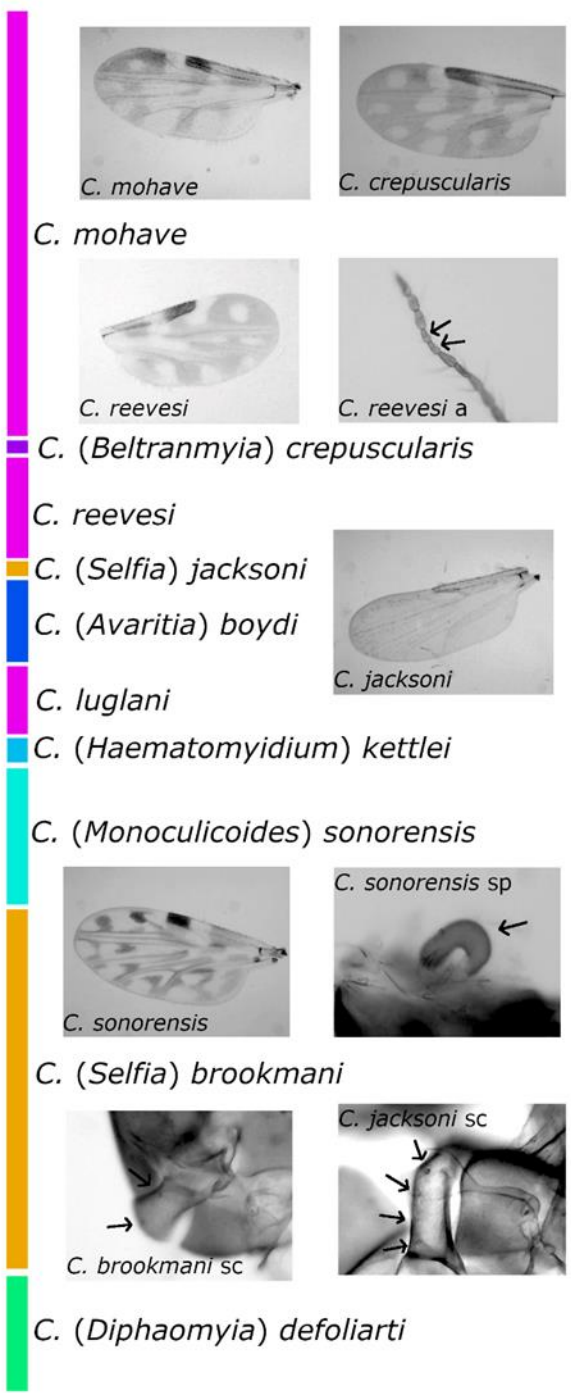 C. mohave
C. crepuscularis
C. mohave
C. reevesi
C. reevesi a
C. (Beltranmyia) crepuscularis
C. reevesi
C. (Selfia) jacksoni
C. (Avaritia) boydi
C. jacksoni
C. luglani
C. (Haematomyidium) kettlei
C. (Monoculicoides) sonorensis
C. sonorensis sp
C. sonorensis
C. (Selfia) brookmani
C. jacksoni sc
C. brookmani sc
C. (Diphaomyia) defoliarti